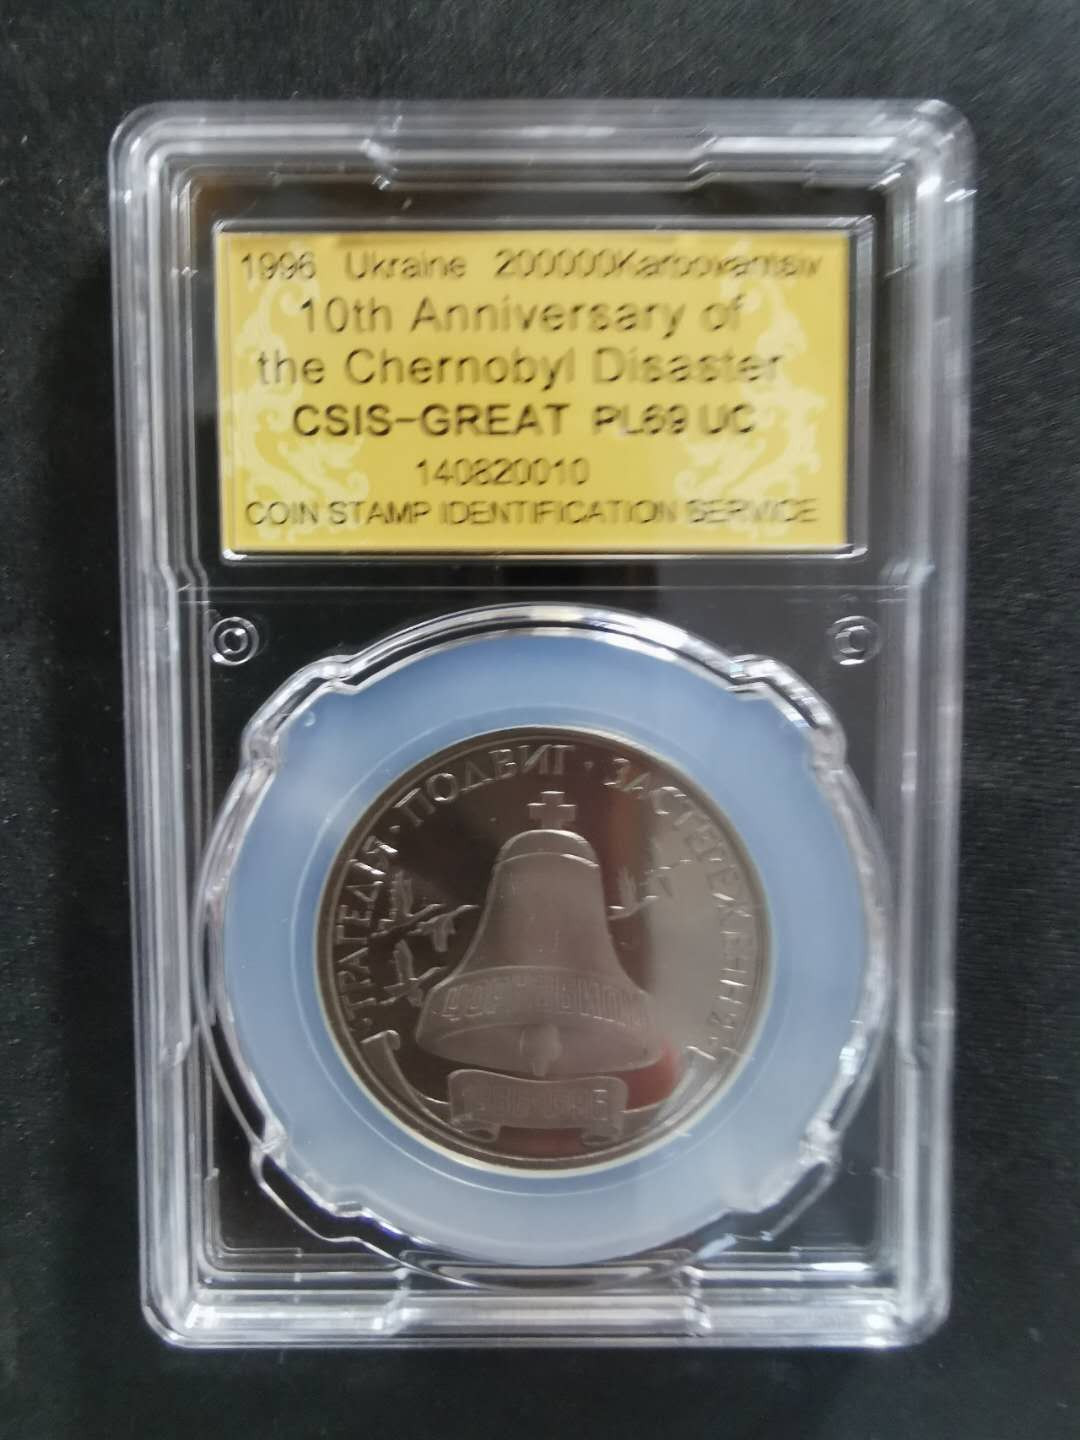 1996 Ukraine 200000Karbovantsiv
10th Anniversary of
the Chernobyl Disaster
CSIS-GREAT PL69 UC
140820010
COIN STAMP IDENTIFICATION SERVICE
ТРАГЕДІЯ · ПОДВИГ · ЗАСТЕРЕЖЕННЯ
ЧОРНОБИЛЬ